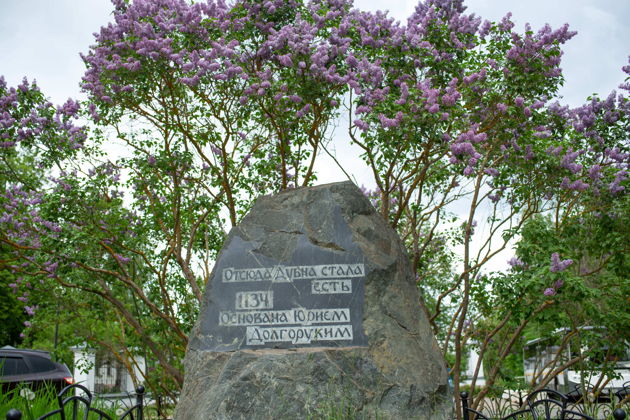 Отсюда Дубна стала
есть
1134
Основана Юрием
Долгоруким